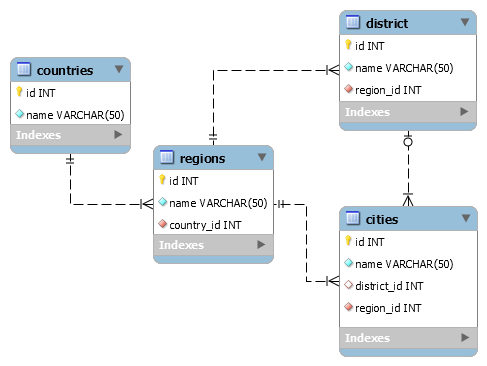 countries
id INT
name VARCHAR(50)
Indexes
regions
id INT
name VARCHAR(50)
country_id INT
Indexes
district
id INT
name VARCHAR(50)
region_id INT
Indexes
cities
id INT
name VARCHAR(50)
district_id INT
region_id INT
Indexes